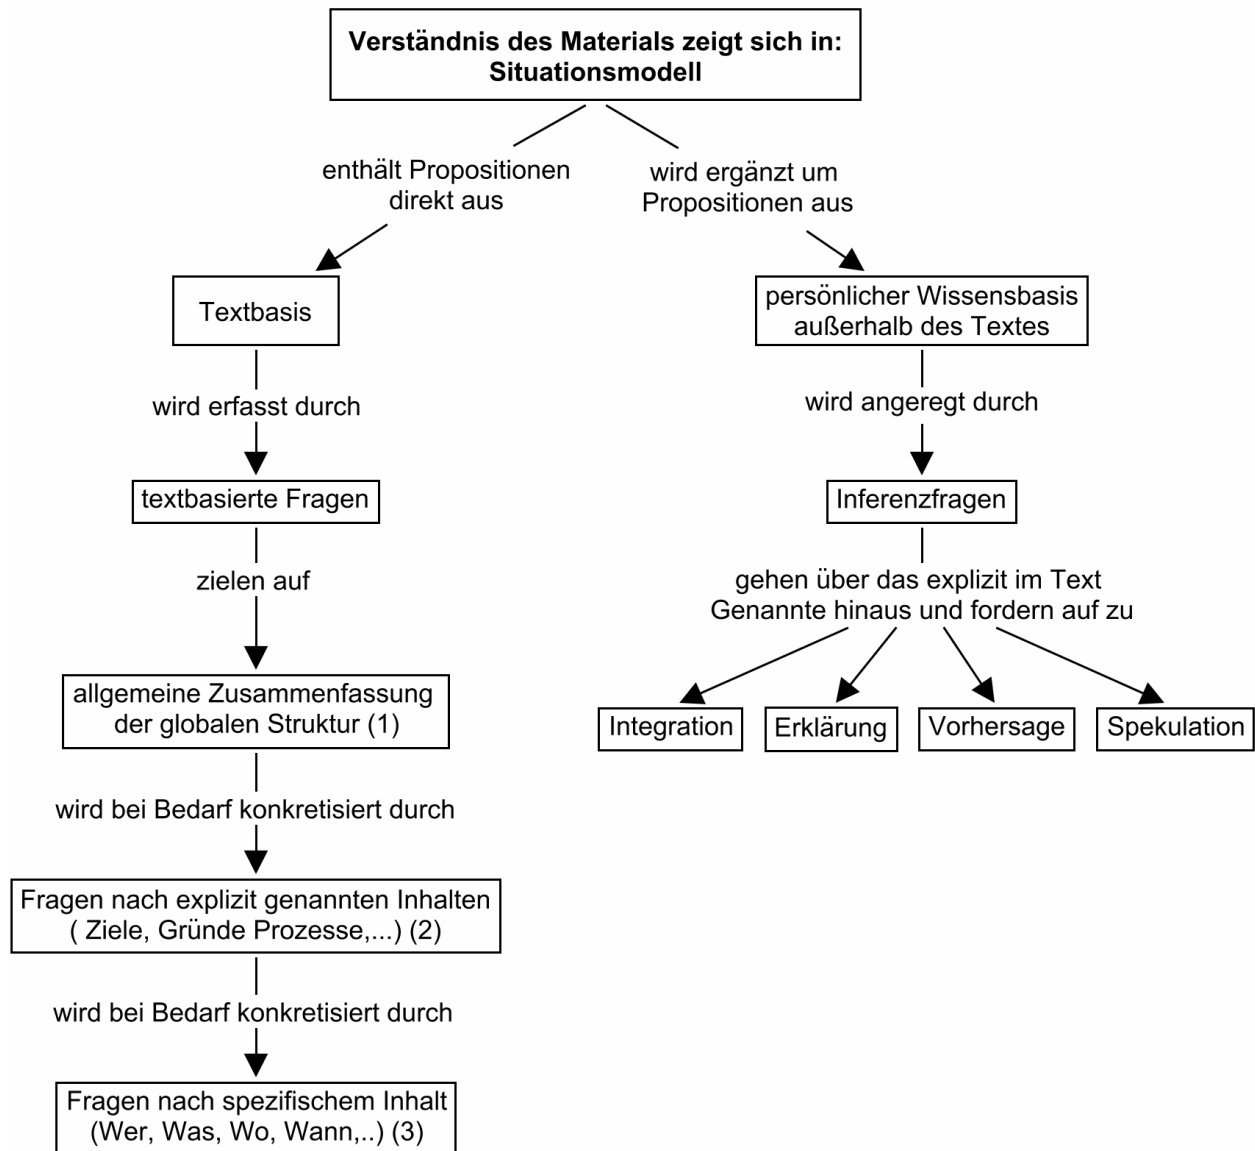 Verständnis des Materials zeigt sich in:
Situationsmodell
enthält Propositionen
direkt aus
wird ergänzt um
Propositionen aus
Textbasis
persönlicher Wissensbasis
außerhalb des Textes
wird erfasst durch
wird angeregt durch
textbasierte Fragen
Inferenzfragen
zielen auf
gehen über das explizit im Text
Genannte hinaus und fordern auf zu
allgemeine Zusammenfassung
der globalen Struktur (1)
Integration
Erklärung
Vorhersage
Spekulation
wird bei Bedarf konkretisiert durch
Fragen nach explizit genannten Inhalten
( Ziele, Gründe Prozesse,...) (2)
wird bei Bedarf konkretisiert durch
Fragen nach spezifischem Inhalt
(Wer, Was, Wo, Wann,..) (3)